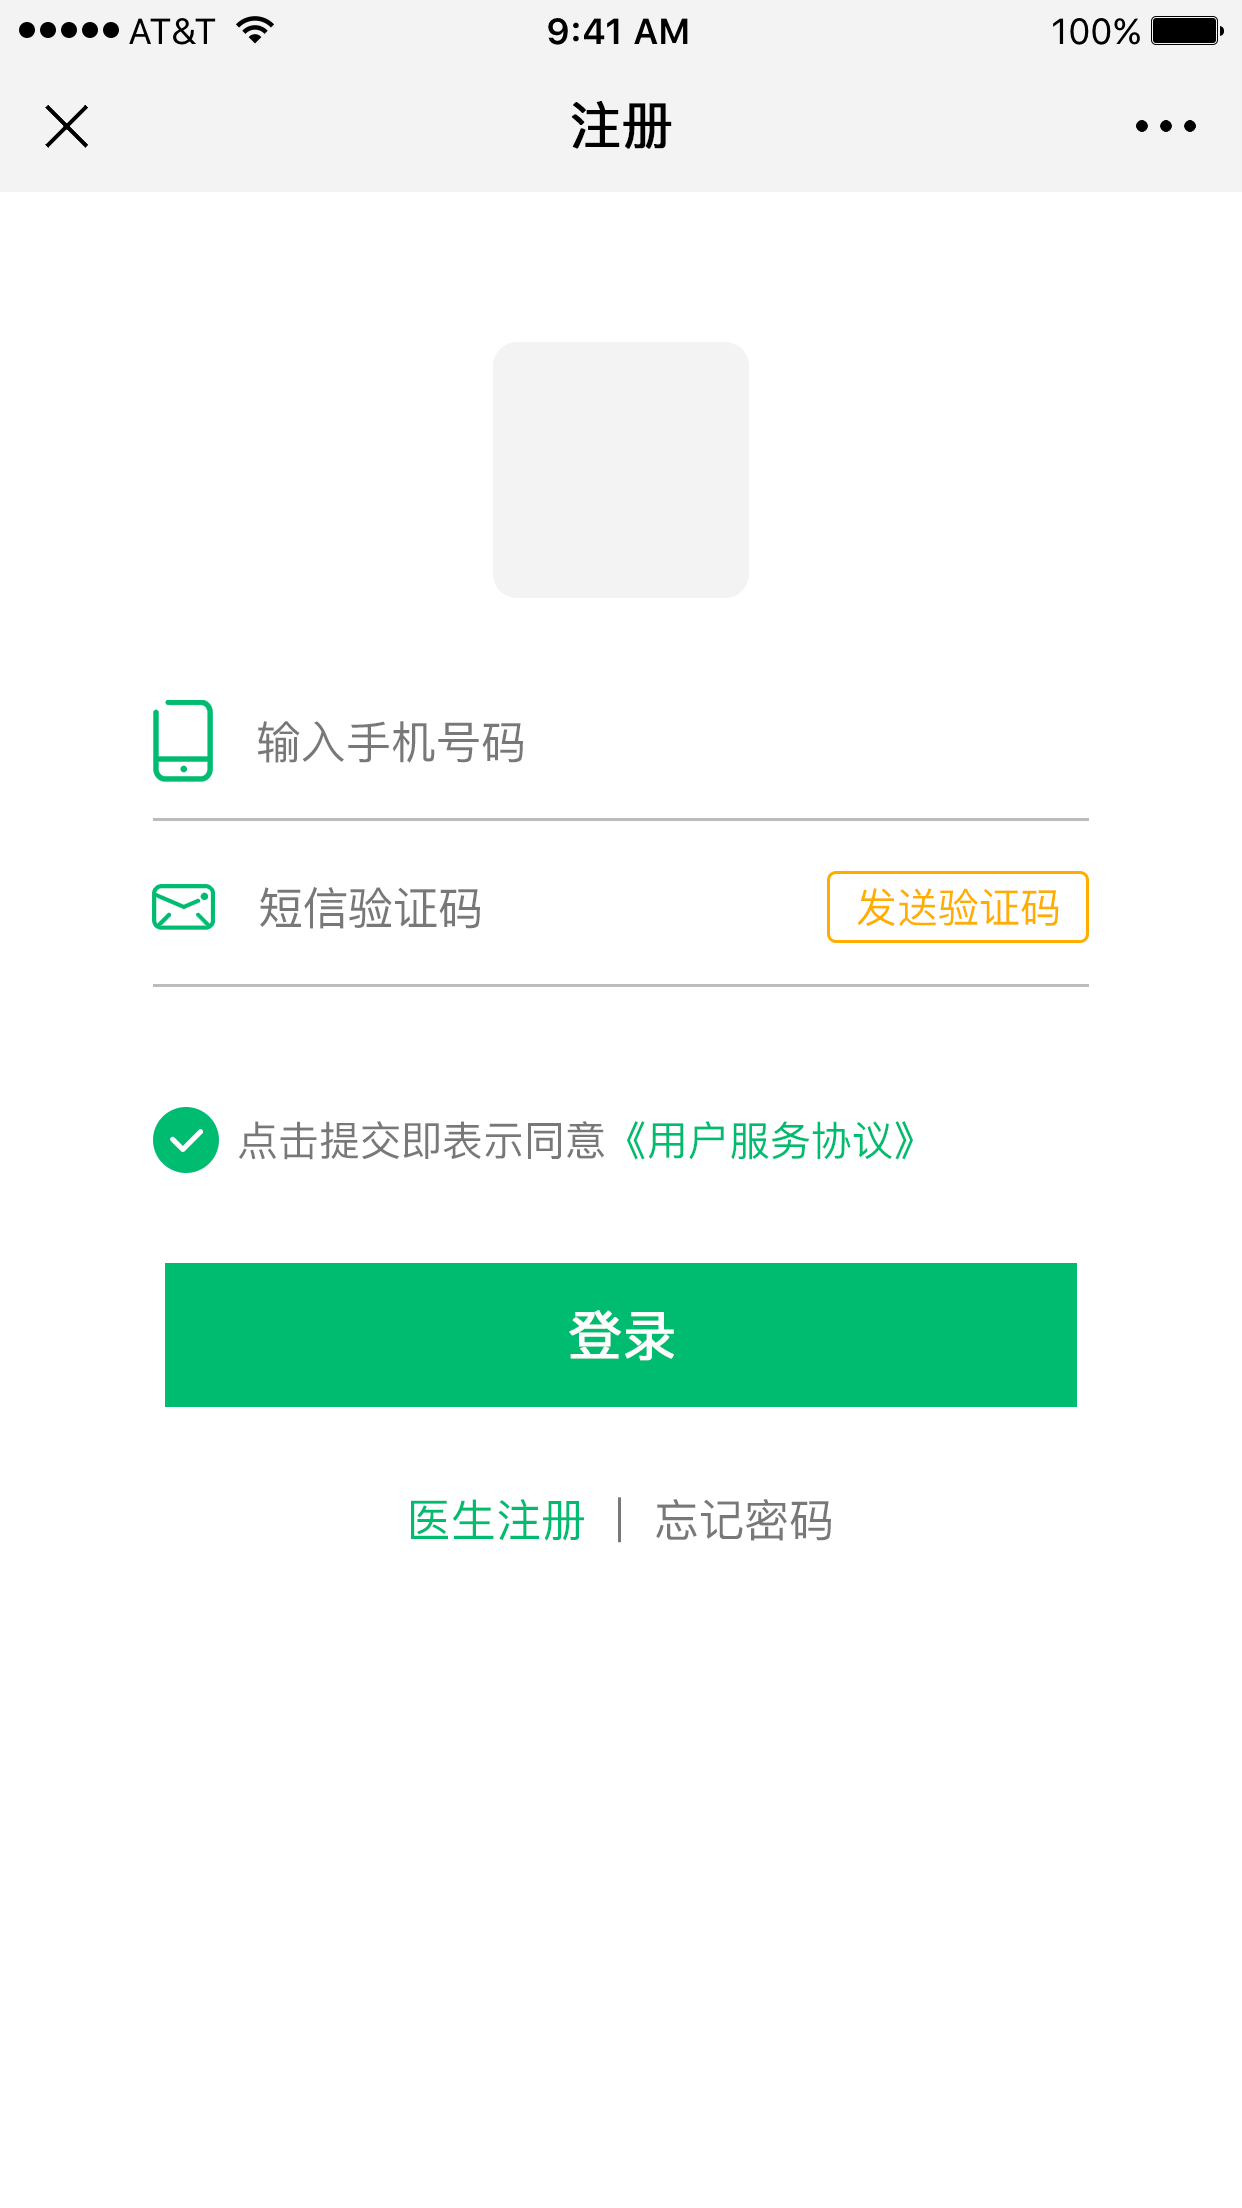 AT&T 9:41 AM 100%
注册
输入手机号码
短信验证码 发送验证码
点击提交即表示同意《用户服务协议》
登录
医生注册 | 忘记密码